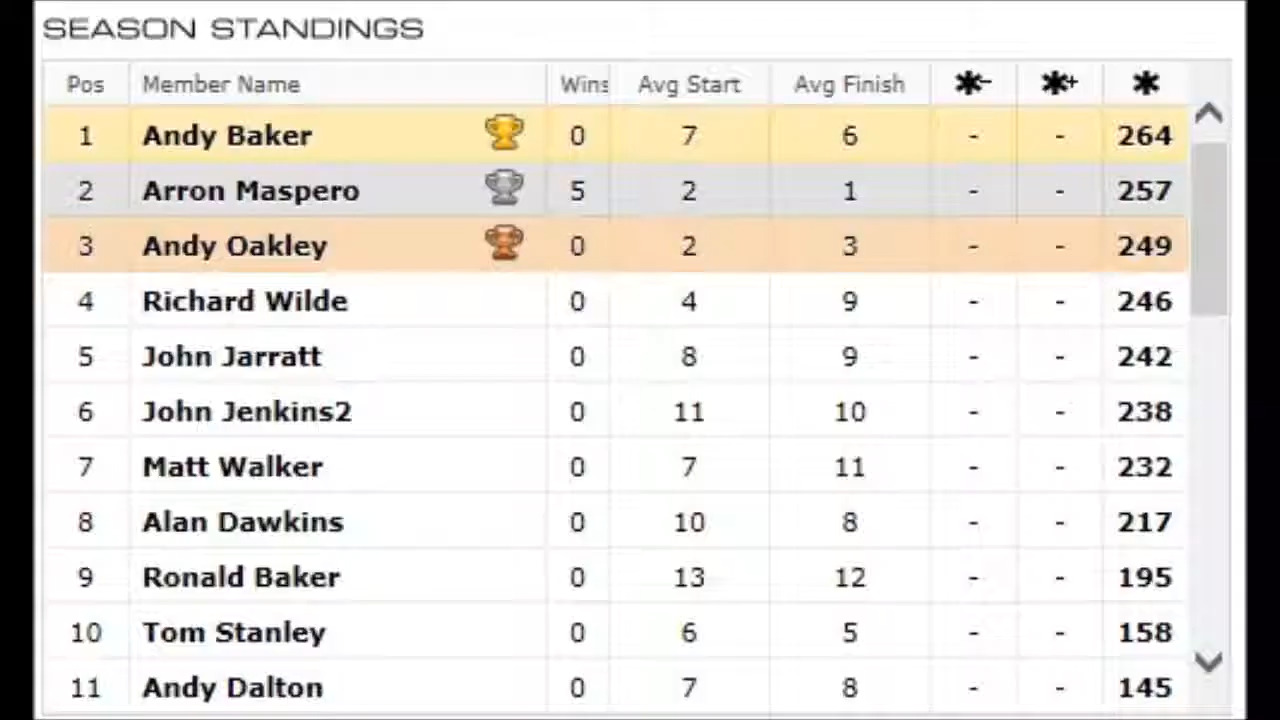 SEASON STANDINGS
Pos Member Name Wins Avg Start Avg Finish ✱- ✱+ ✱
1 Andy Baker 0 7 6 - - 264
2 Arron Maspero 5 2 1 - - 257
3 Andy Oakley 0 2 3 - - 249
4 Richard Wilde 0 4 9 - - 246
5 John Jarratt 0 8 9 - - 242
6 John Jenkins2 0 11 10 - - 238
7 Matt Walker 0 7 11 - - 232
8 Alan Dawkins 0 10 8 - - 217
9 Ronald Baker 0 13 12 - - 195
10 Tom Stanley 0 6 5 - - 158
11 Andy Dalton 0 7 8 - - 145